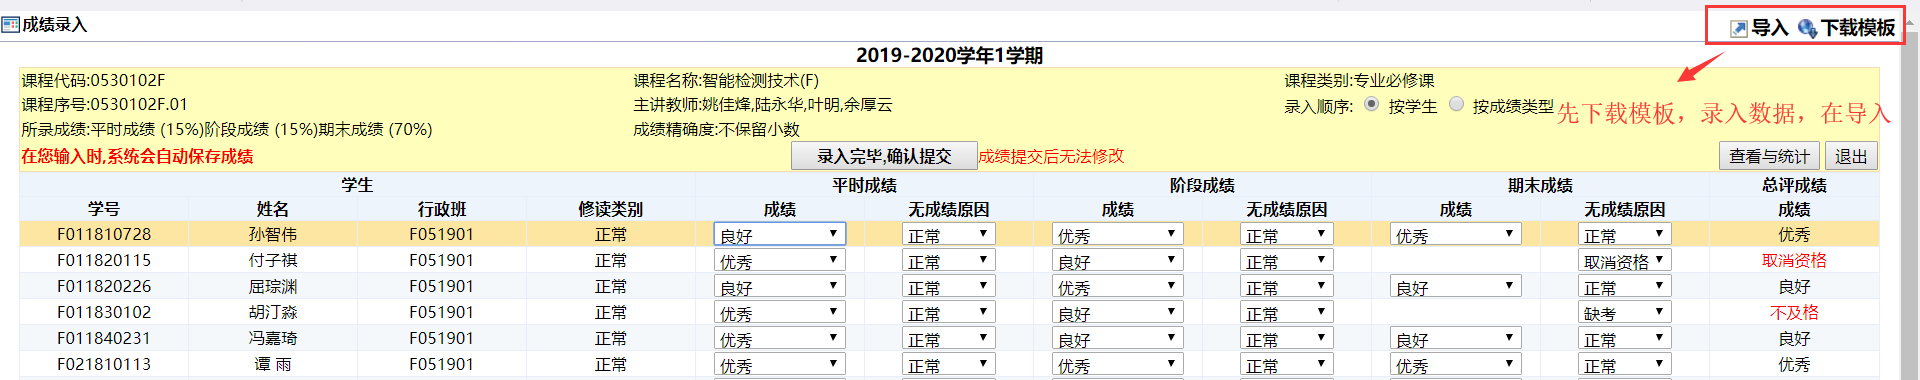 成绩录入 导入 下载模板
2019-2020学年1学期
课程代码:0530102F 课程名称:智能检测技术(F) 课程类别:专业必修课
课程序号:0530102F.01 主讲教师:姚佳烽,陆永华,叶明,余厚云 录入顺序: 按学生 按成绩类型
先下载模板，录入数据，在导入
所录成绩:平时成绩 (15%)阶段成绩 (15%)期末成绩 (70%) 成绩精确度:不保留小数
在您输入时,系统会自动保存成绩 录入完毕,确认提交 成绩提交后无法修改 查看与统计 退出
学生 平时成绩 阶段成绩 期末成绩 总评成绩
学号 姓名 行政班 修读类别 成绩 无成绩原因 成绩 无成绩原因 成绩 无成绩原因 成绩
F011810728 孙智伟 F051901 正常 良好 正常 优秀 正常 优秀 正常 优秀
F011820115 付子祺 F051901 正常 优秀 正常 良好 正常 取消资格 取消资格
F011820226 屈琮渊 F051901 正常 良好 正常 优秀 正常 良好 正常 良好
F011830102 胡汀淼 F051901 正常 优秀 正常 良好 正常 缺考 不及格
F011840231 冯嘉琦 F051901 正常 优秀 正常 良好 正常 良好 正常 良好
F021810113 谭 雨 F051901 正常 优秀 正常 优秀 正常 优秀 正常 优秀